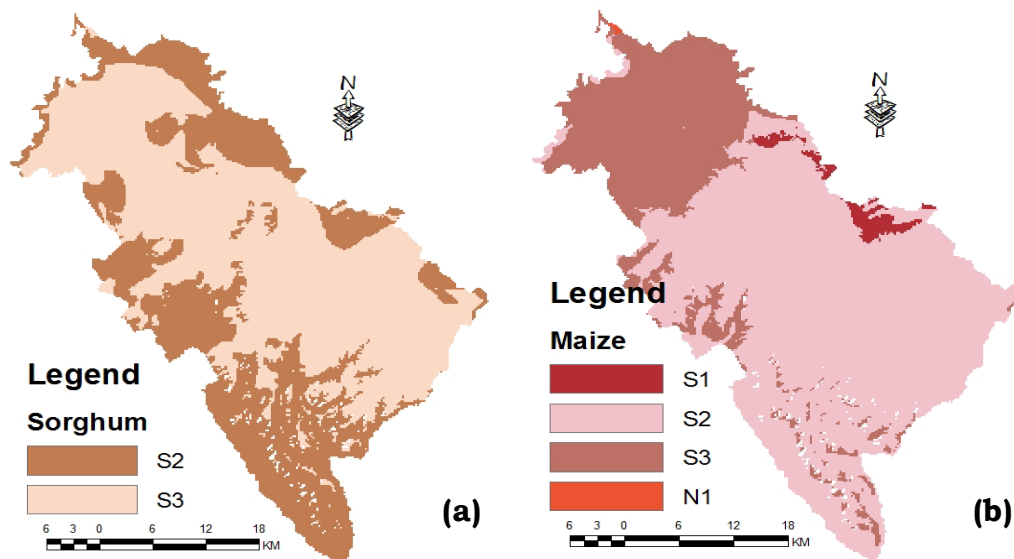 N
Legend
Sorghum
S2
S3
6 3 0 6 12 18
KM
(a)
N
Legend
Maize
S1
S2
S3
N1
6 3 0 6 12 18
KM
(b)